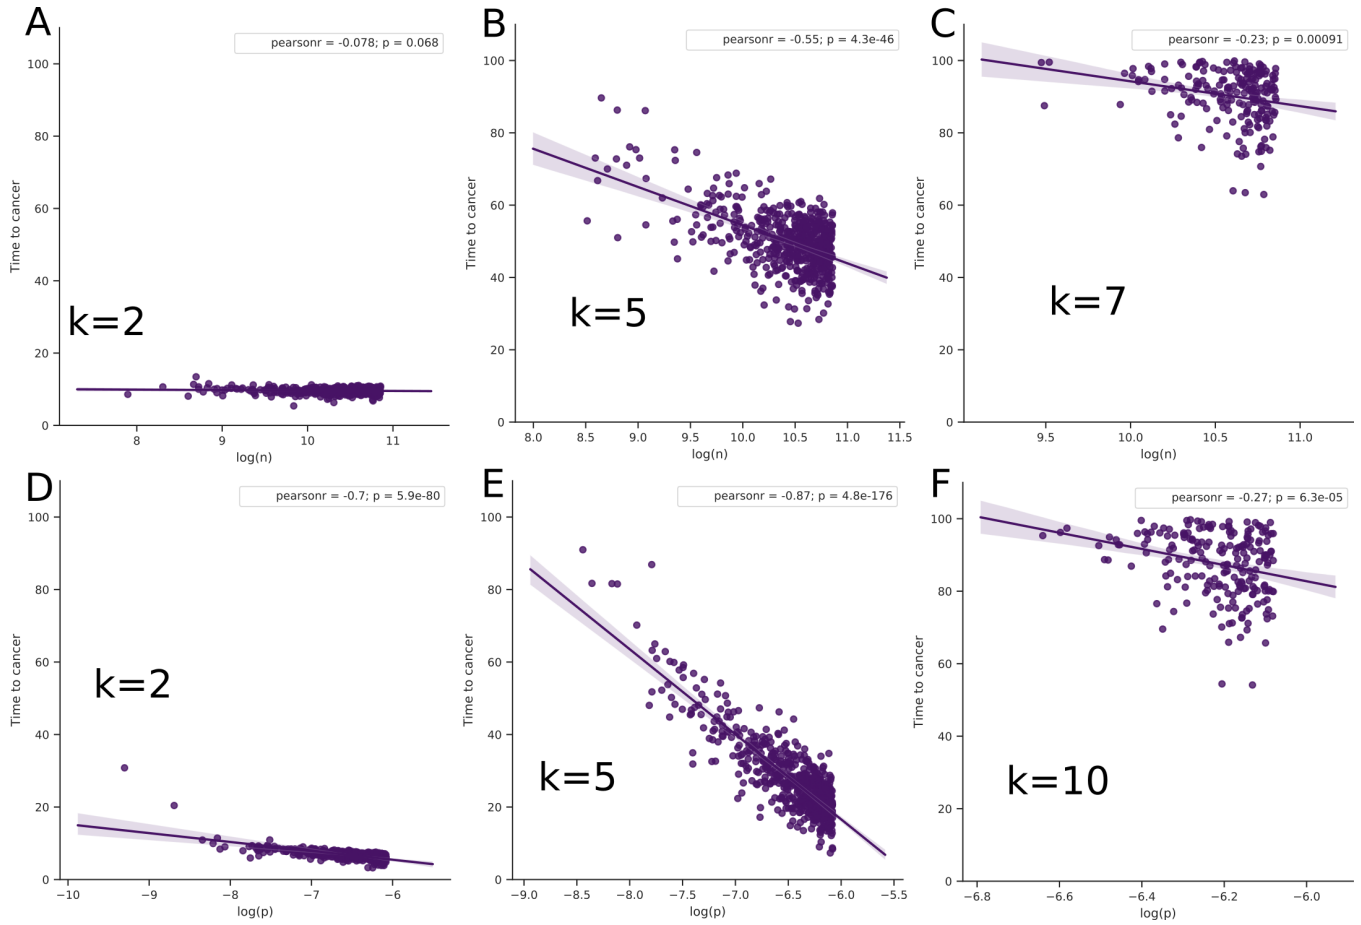 A
pearsonr = -0.078; p = 0.068
100
80
60
40
20
0
Time to cancer
k=2
8
9
10
11
log(n)
B
pearsonr = -0.55; p = 4.3e-46
100
80
60
40
20
0
Time to cancer
k=5
8.0
8.5
9.0
9.5
10.0
10.5
11.0
11.5
log(n)
C
pearsonr = -0.23; p = 0.00091
100
80
60
40
20
0
Time to cancer
k=7
9.5
10.0
10.5
11.0
log(n)
D
pearsonr = -0.7; p = 5.9e-80
100
80
60
40
20
0
Time to cancer
k=2
−10
−9
−8
−7
−6
log(p)
E
pearsonr = -0.87; p = 4.8e-176
100
80
60
40
20
0
Time to cancer
k=5
−9.0
−8.5
−8.0
−7.5
−7.0
−6.5
−6.0
−5.5
log(p)
F
pearsonr = -0.27; p = 6.3e-05
100
80
60
40
20
0
Time to cancer
k=10
−6.8
−6.6
−6.4
−6.2
−6.0
log(p)